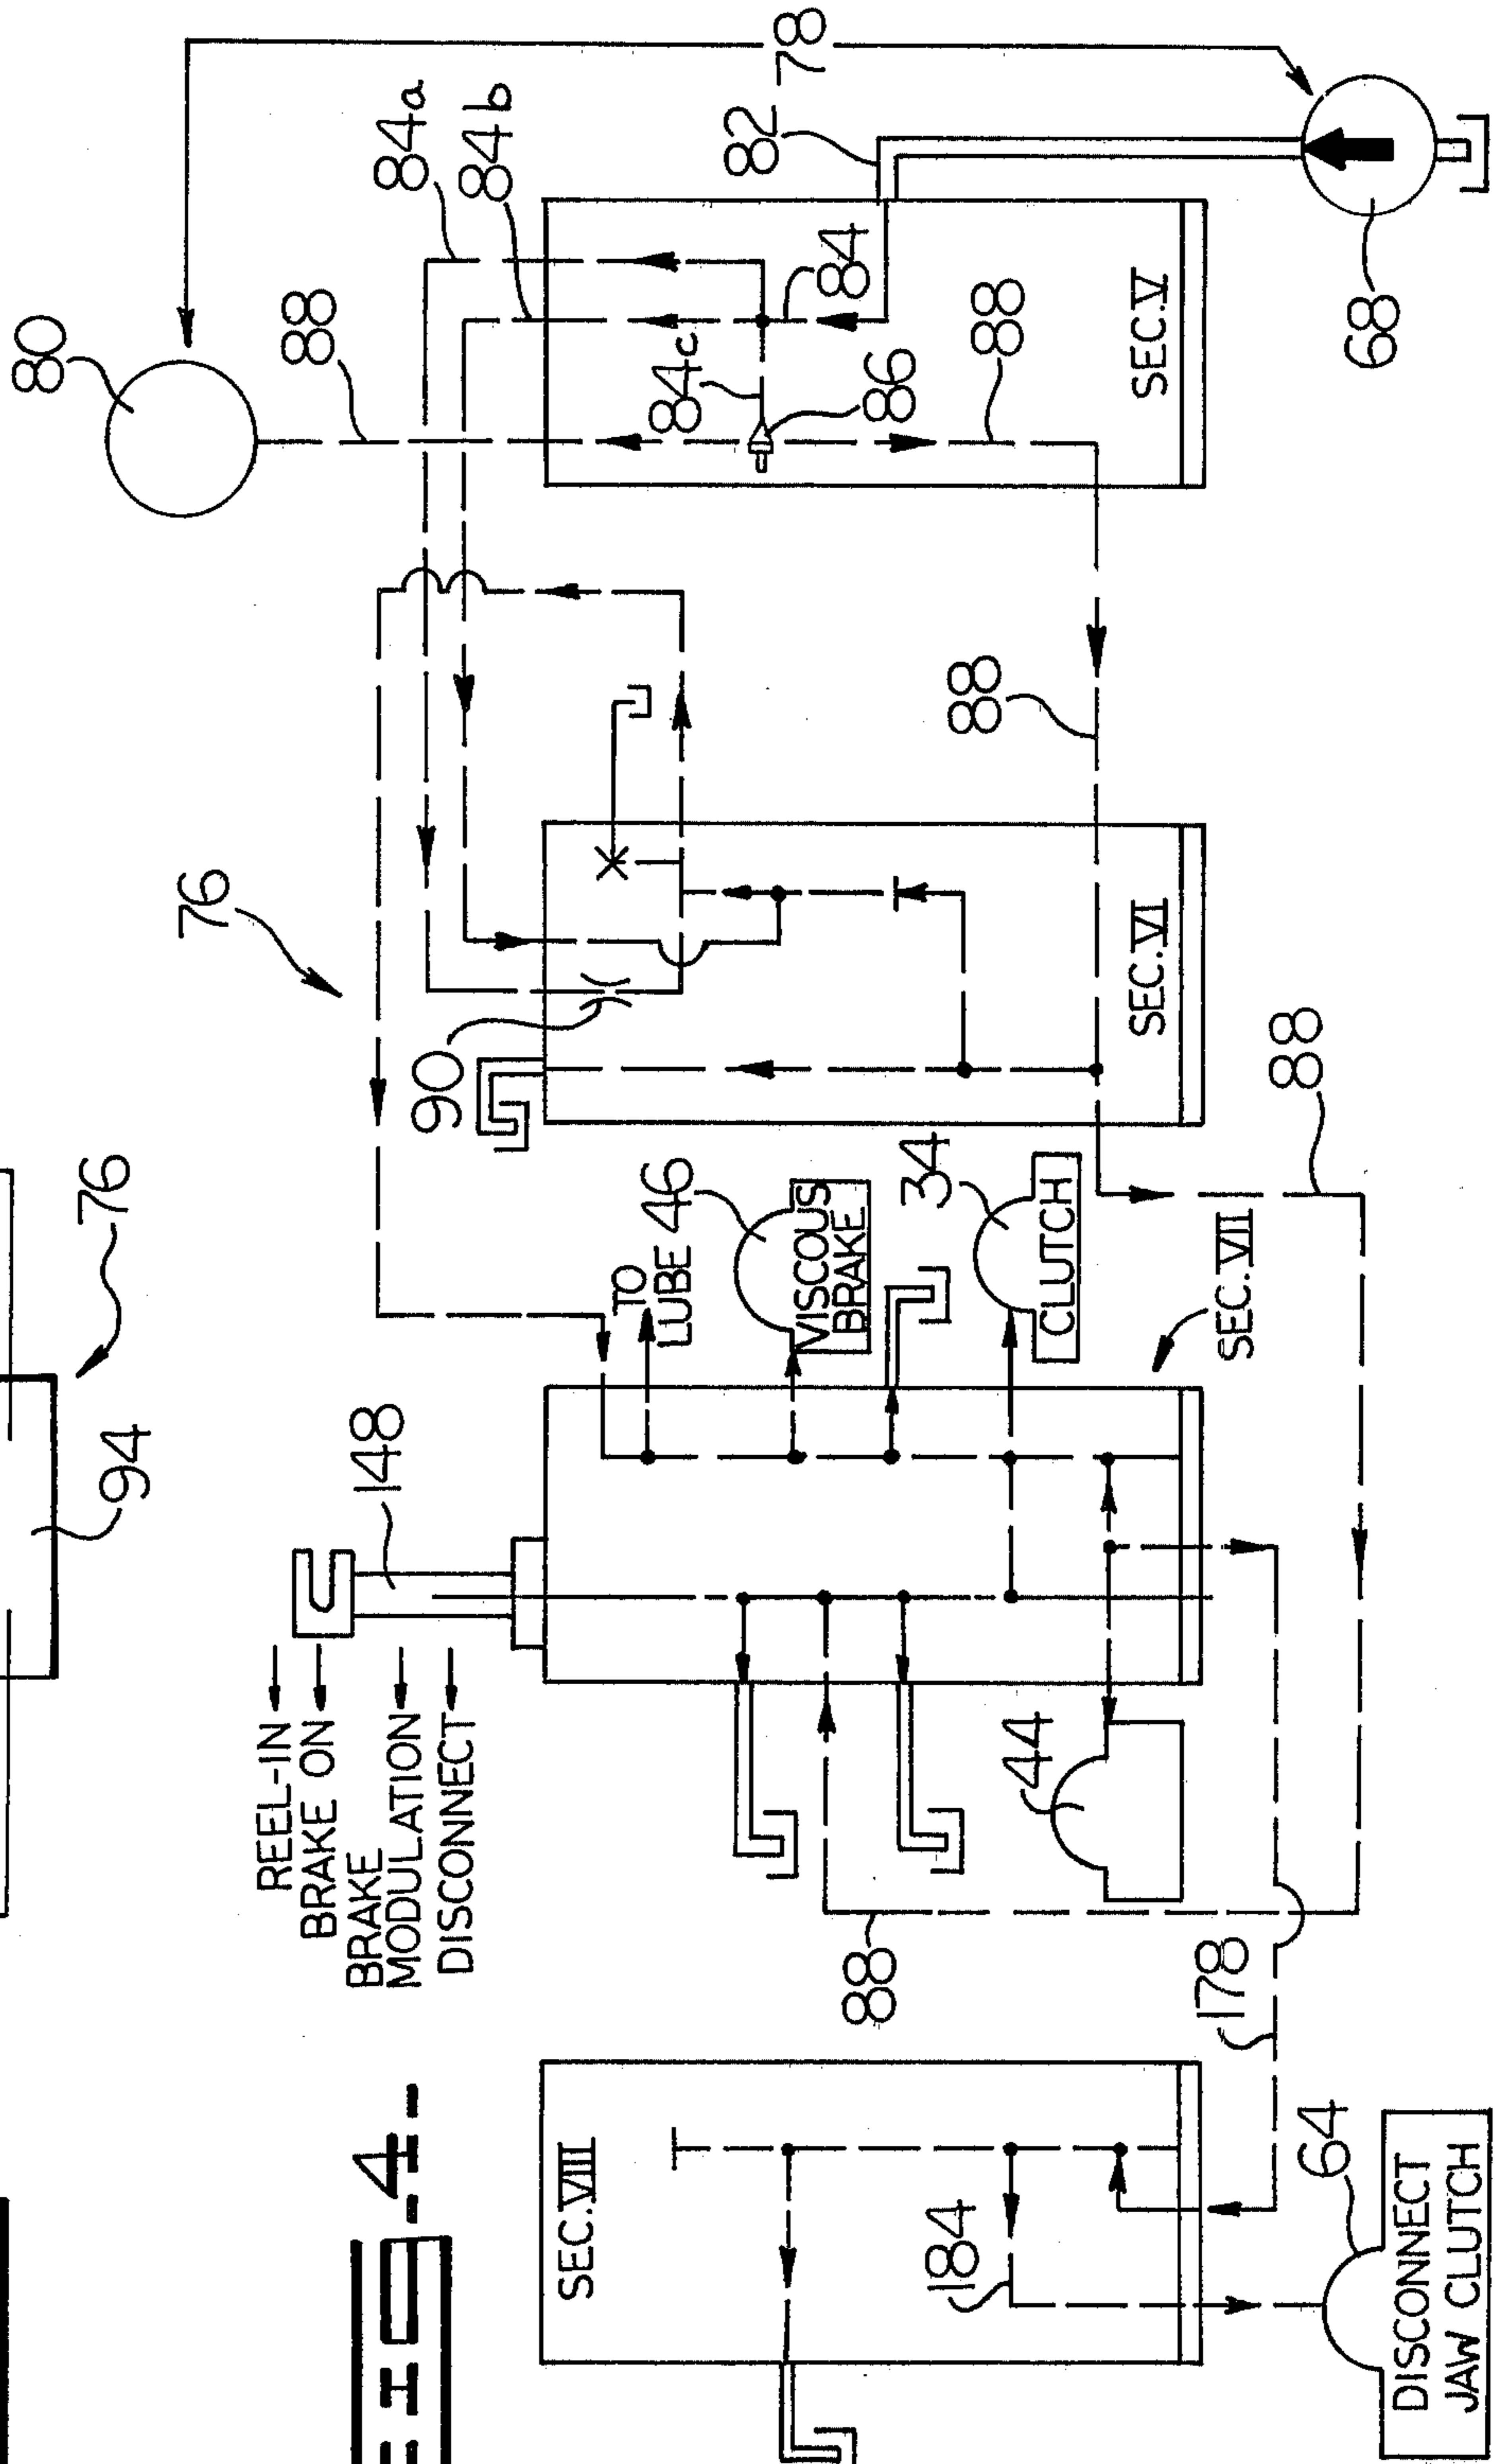 76
94
FIG-4-
REEL-IN
BRAKE ON
BRAKE
MODULATION
DISCONNECT
148
76
80
88
84a
84b
82
78
84c
84
86
88
SEC. V
68
90
88
SEC. VI
88
TO
LUBE
46
VISCOUS
BRAKE
34
CLUTCH
SEC. VII
44
88
178
SEC. VIII
184
64
DISCONNECT
JAW CLUTCH